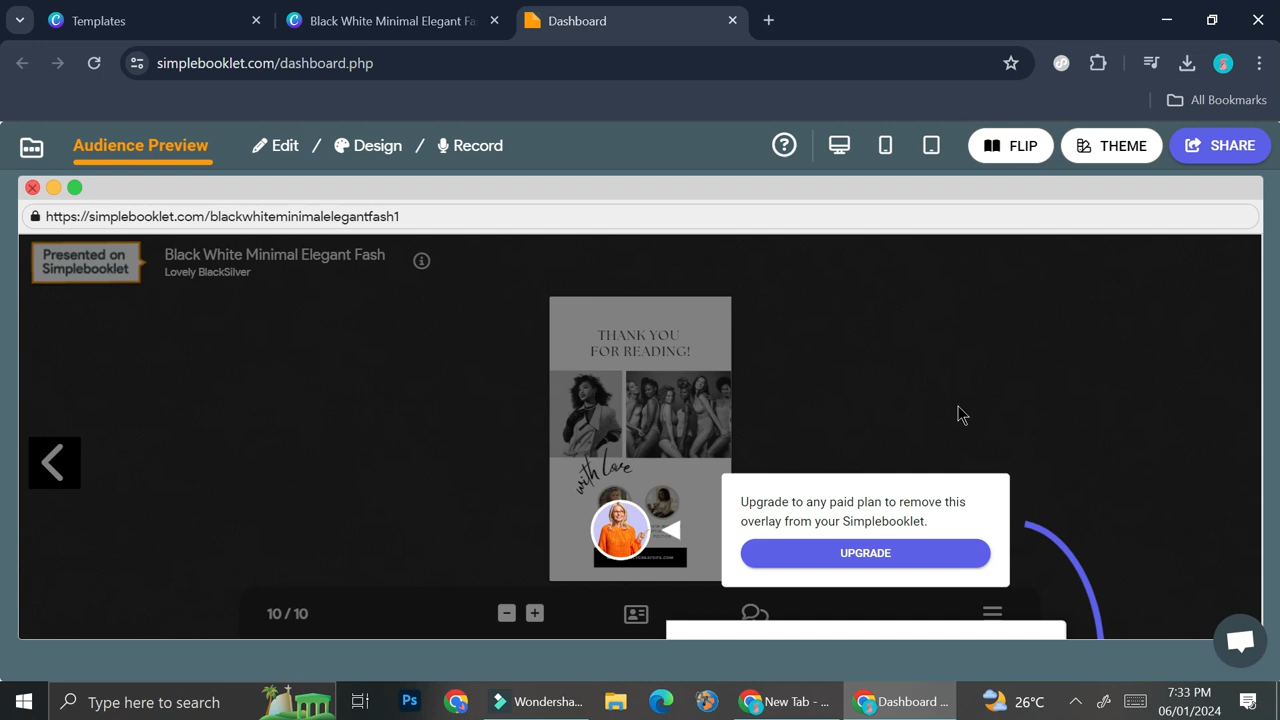 Templates
Black White Minimal Elegant Fa
Dashboard
simplebooklet.com/dashboard.php
All Bookmarks
Audience Preview
Edit / Design / Record
FLIP
THEME
SHARE
https://simplebooklet.com/blackwhiteminimalelegantfash1
Presented on
Simplebooklet
Black White Minimal Elegant Fash
Lovely BlackSilver
THANK YOU
FOR READING!
with love
Upgrade to any paid plan to remove this
overlay from your Simplebooklet.
UPGRADE
10 / 10
Type here to search
Ps
Wondersha...
New Tab - ...
Dashboard ...
26°C
7:33 PM
06/01/2024